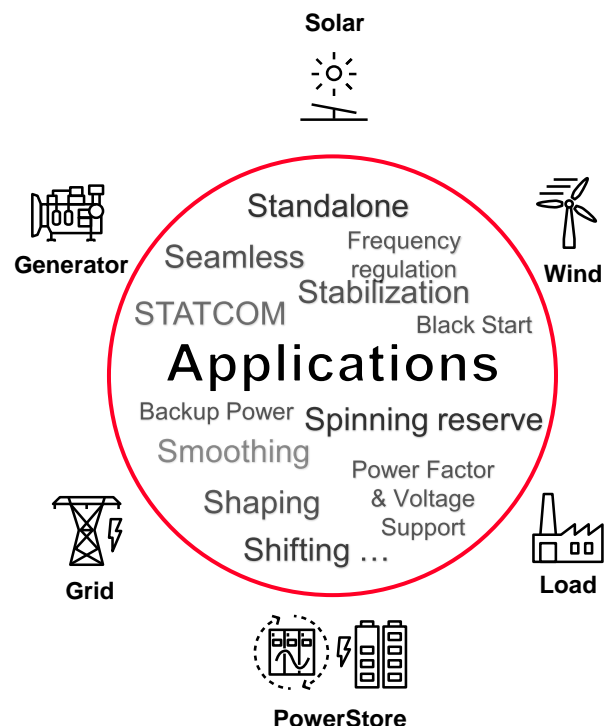 Solar
Standalone
Generator
Seamless
Frequency
regulation
Wind
Stabilization
STATCOM
Black Start
Applications
Backup Power
Spinning reserve
Smoothing
Power Factor
& Voltage
Support
Shaping
Shifting …
Grid
Load
PowerStore